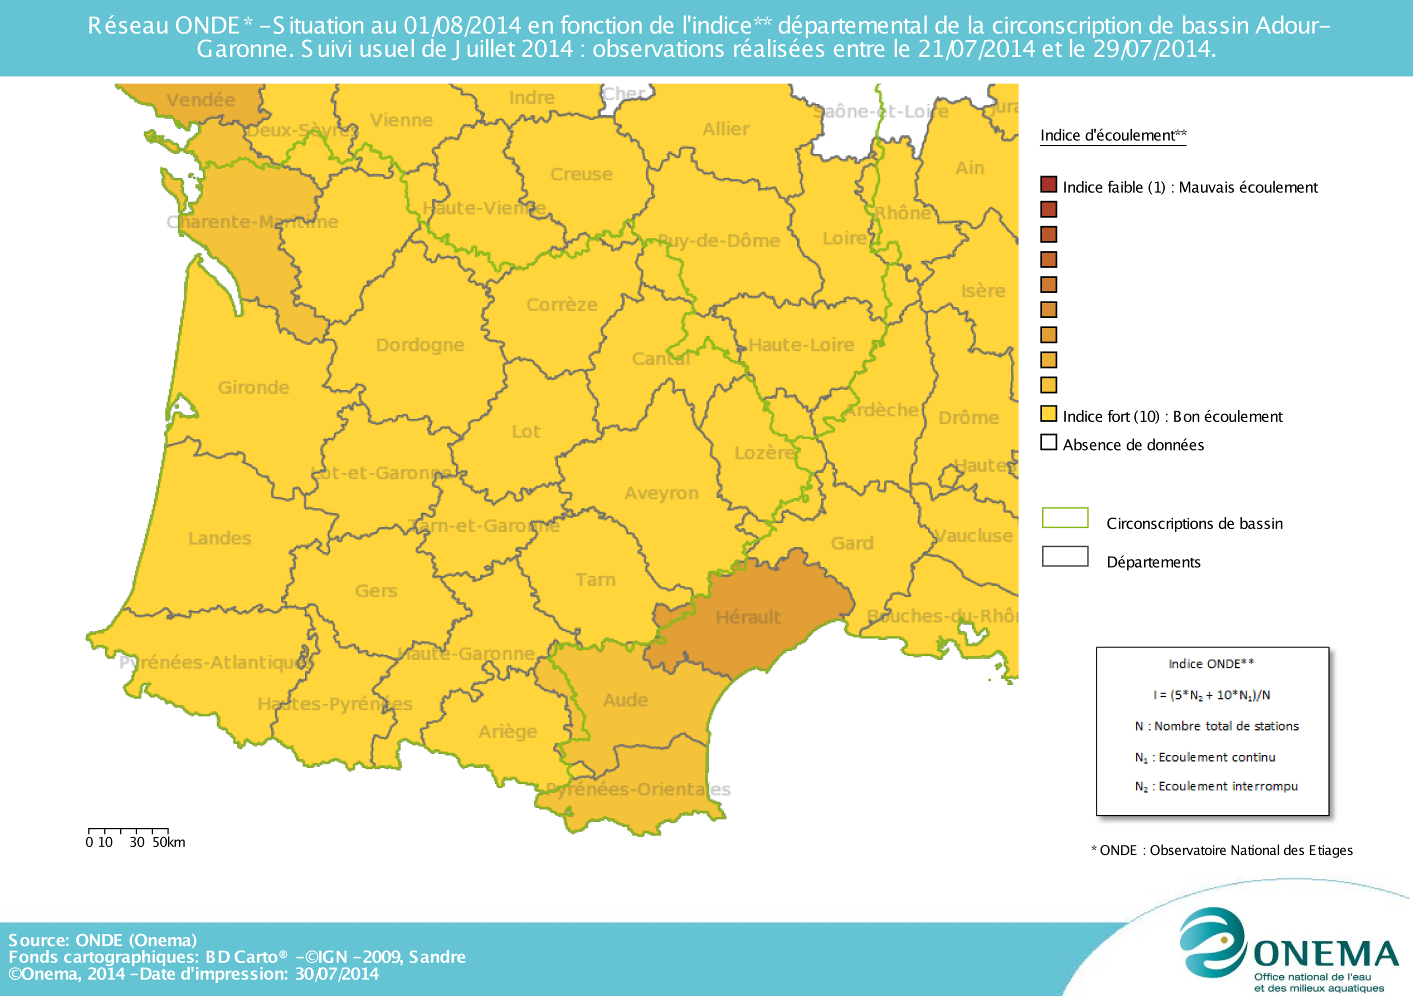 Réseau ONDE* -Situation au 01/08/2014 en fonction de l'indice** départemental de la circonscription de bassin Adour-
Garonne. Suivi usuel de Juillet 2014 : observations réalisées entre le 21/07/2014 et le 29/07/2014.
Vendée
Deux-Sèvres
Vienne
Indre
Cher
Allier
Saône-et-Loire
Jura
Ain
Creuse
Haute-Vienne
Charente-Maritime
Puy-de-Dôme
Loire
Rhône
Isère
Corrèze
Dordogne
Cantal
Haute-Loire
Gironde
Ardèche
Drôme
Lot
Lozère
Hautes
Lot-et-Garonne
Aveyron
Tarn-et-Garonne
Landes
Gard
Vaucluse
Gers
Tarn
Hérault
Bouches-du-Rhôn
Pyrénées-Atlantiques
Haute-Garonne
Hautes-Pyrénées
Aude
Ariège
Pyrénées-Orientales
0 10 30 50km
Indice d'écoulement**
Indice faible (1) : Mauvais écoulement
Indice fort (10) : Bon écoulement
Absence de données
Circonscriptions de bassin
Départements
Indice ONDE**
I = (5*N₂ + 10*N₁)/N
N : Nombre total de stations
N₁ : Ecoulement continu
N₂ : Ecoulement interrompu
* ONDE : Observatoire National des Etiages
Source: ONDE (Onema)
Fonds cartographiques: BD Carto® -©IGN -2009, Sandre
©Onema, 2014 -Date d'impression: 30/07/2014
ONEMA
Office national de l'eau
et des milieux aquatiques